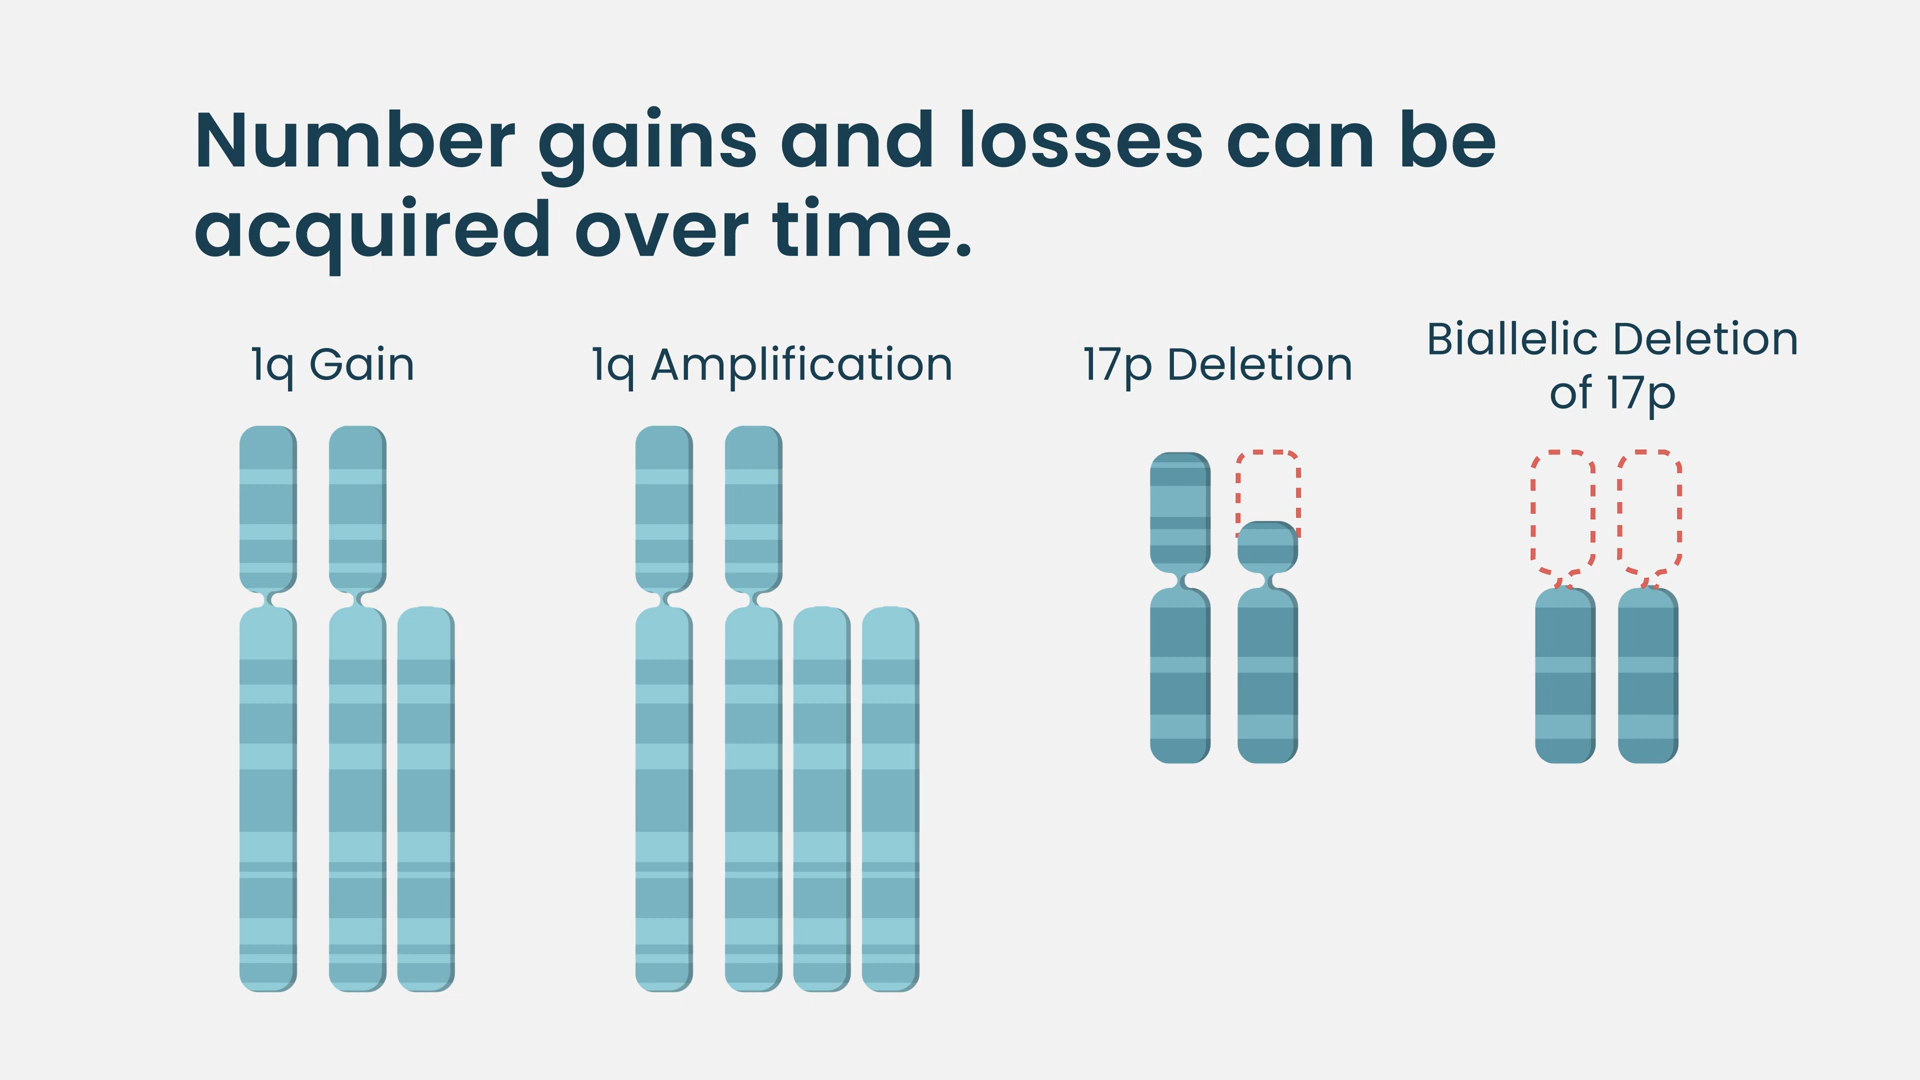 Number gains and losses can be
acquired over time.
1q Gain
1q Amplification
17p Deletion
Biallelic Deletion
of 17p